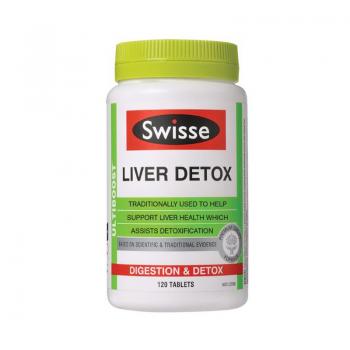 Swisse
ULTIBOOST
LIVER DETOX
TRADITIONALLY USED TO HELP
SUPPORT LIVER HEALTH WHICH
ASSISTS DETOXIFICATION
BASED ON SCIENTIFIC & TRADITIONAL EVIDENCE
DIGESTION & DETOX
120 TABLETS